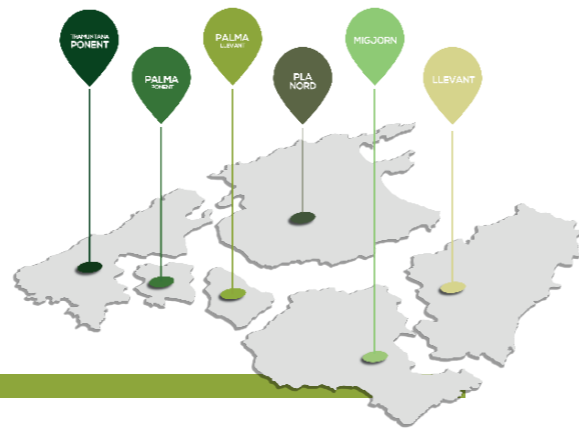 TRAMUNTANA
PONENT
PALMA
PONENT
PALMA
LLEVANT
PLA
NORD
MIGJORN
LLEVANT